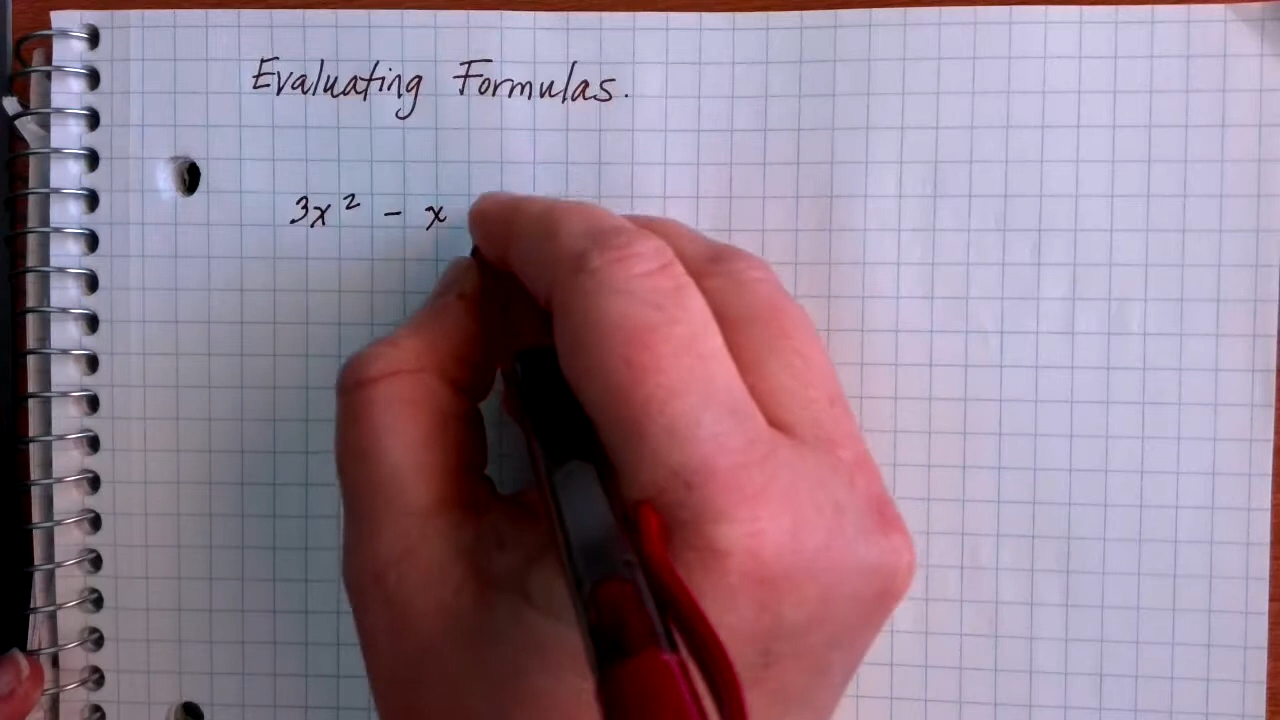 Evaluating Formulas.
3x² - x